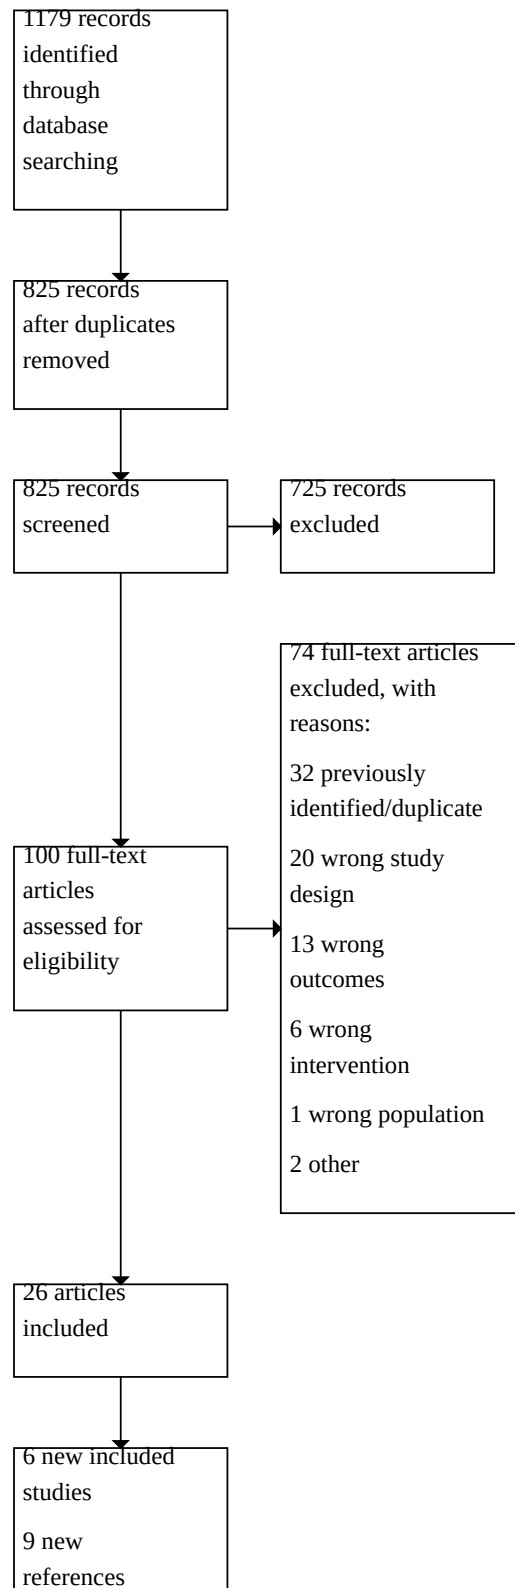 1179 records
identified
through
database
searching
825 records
after duplicates
removed
825 records
screened
725 records
excluded
74 full-text articles
excluded, with
reasons:
32 previously
identified/duplicate
20 wrong study
design
13 wrong
outcomes
6 wrong
intervention
1 wrong population
2 other
100 full-text
articles
assessed for
eligibility
26 articles
included
6 new included
studies
9 new
references